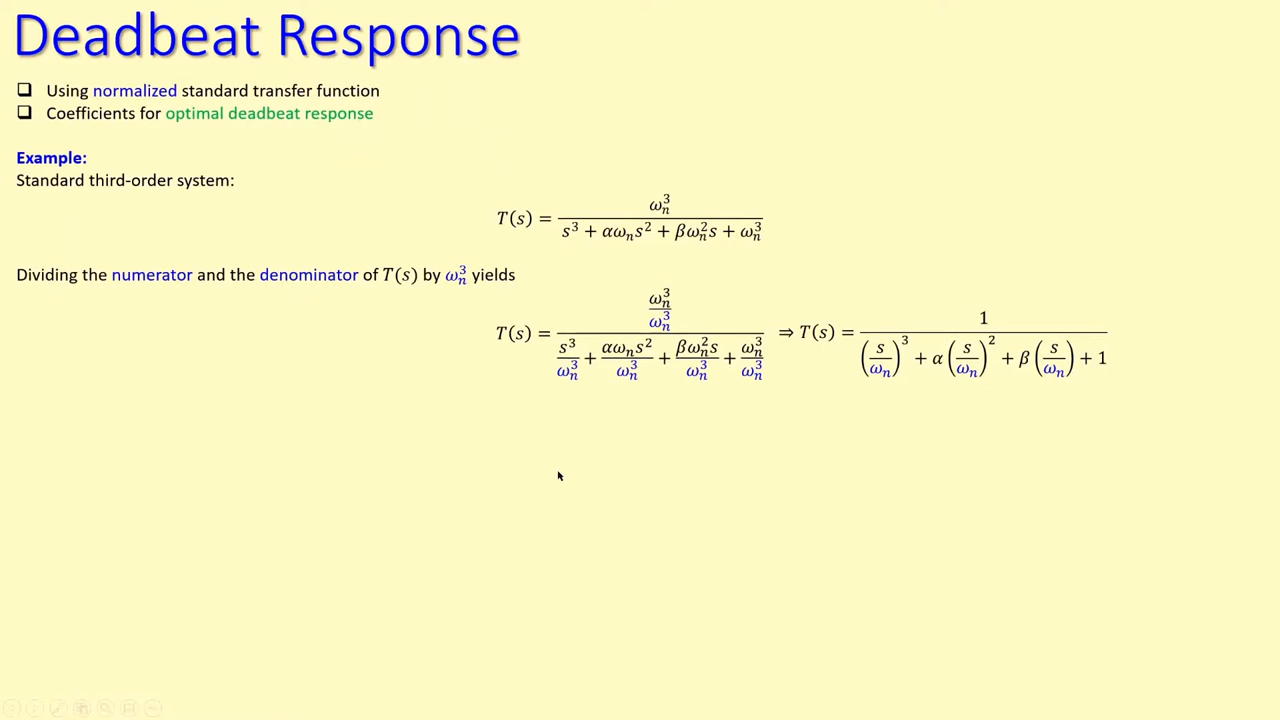 Deadbeat Response
❑ Using normalized standard transfer function
❑ Coefficients for optimal deadbeat response
Example:
Standard third-order system:
T(s) = ωₙ³ / (s³ + αωₙs² + βωₙ²s + ωₙ³)
Dividing the numerator and the denominator of T(s) by ωₙ³ yields
T(s) = (ωₙ³/ωₙ³) / (s³/ωₙ³ + αωₙs²/ωₙ³ + βωₙ²s/ωₙ³ + ωₙ³/ωₙ³) ⇒ T(s) = 1 / ((s/ωₙ)³ + α(s/ωₙ)² + β(s/ωₙ) + 1)